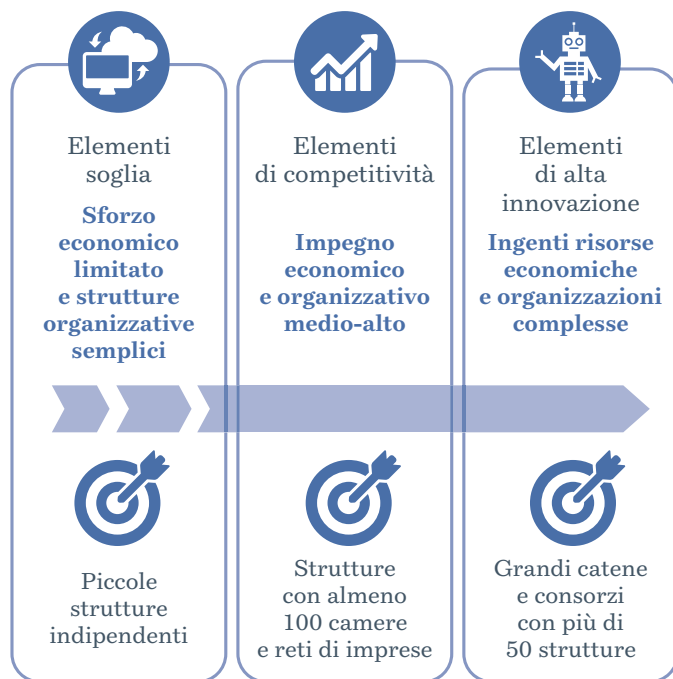 Elementi
soglia
Sforzo
economico
limitato
e strutture
organizzative
semplici
Piccole
strutture
indipendenti
Elementi
di competitività
Impegno
economico
e organizzativo
medio-alto
Strutture
con almeno
100 camere
e reti di imprese
Elementi
di alta
innovazione
Ingenti risorse
economiche
e organizzazioni
complesse
Grandi catene
e consorzi
con più di
50 strutture